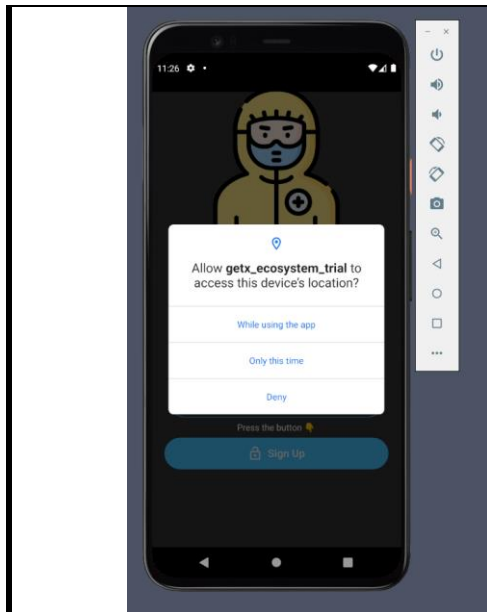 11:26
Allow getx_ecosystem_trial to
access this device's location?
While using the app
Only this time
Deny
Press the button 👇
Sign Up